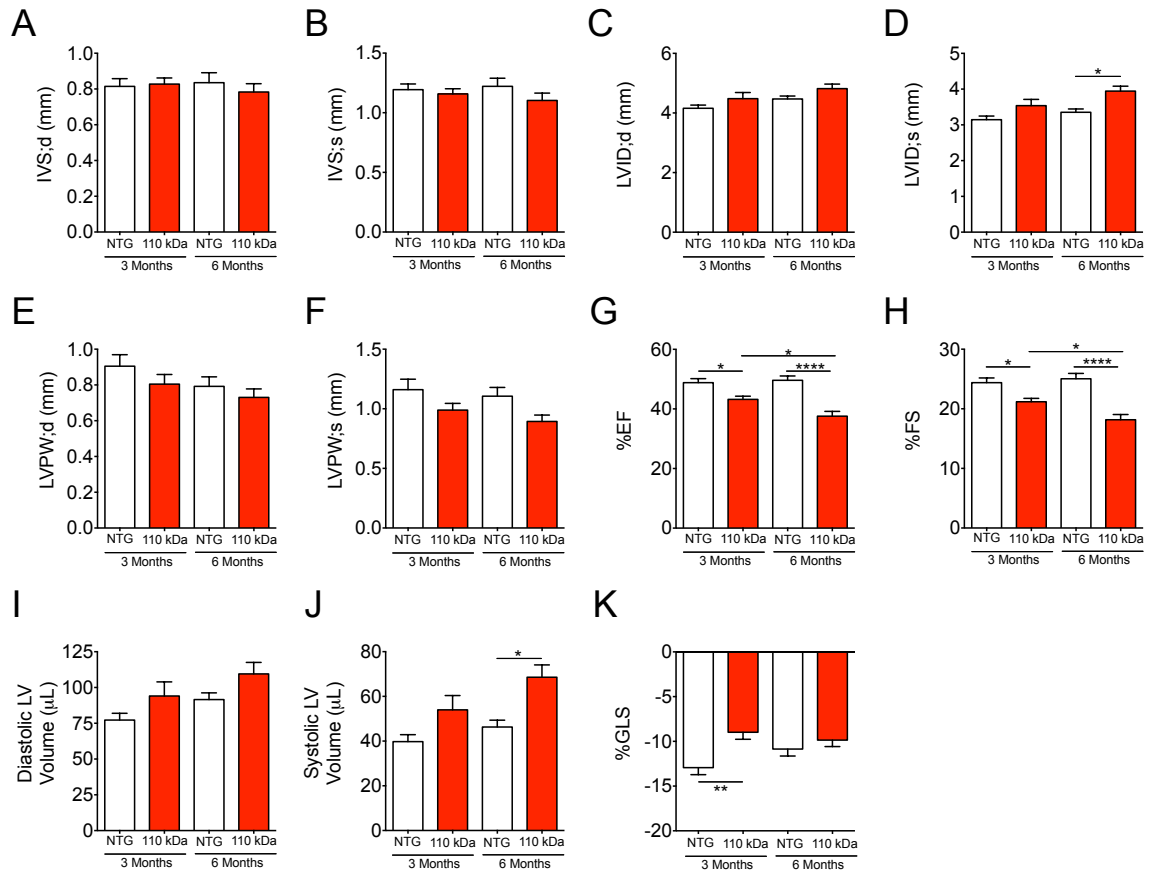 A
IVS;d (mm)
1.0
0.8
0.6
0.4
0.2
0.0
NTG 110 kDa NTG 110 kDa
3 Months 6 Months
B
IVS;s (mm)
1.5
1.0
0.5
0.0
NTG 110 kDa NTG 110 kDa
3 Months 6 Months
C
LVID;d (mm)
6
4
2
0
NTG 110 kDa NTG 110 kDa
3 Months 6 Months
D
LVID;s (mm)
5
4
3
2
1
0
*
NTG 110 kDa NTG 110 kDa
3 Months 6 Months
E
LVPW;d (mm)
1.0
0.8
0.6
0.4
0.2
0.0
NTG 110 kDa NTG 110 kDa
3 Months 6 Months
F
LVPW;s (mm)
1.5
1.0
0.5
0.0
NTG 110 kDa NTG 110 kDa
3 Months 6 Months
G
%EF
60
40
20
0
*
* ****
NTG 110 kDa NTG 110 kDa
3 Months 6 Months
H
%FS
30
20
10
0
*
* ****
NTG 110 kDa NTG 110 kDa
3 Months 6 Months
I
Diastolic LV
Volume (μL)
125
100
75
50
25
0
NTG 110 kDa NTG 110 kDa
3 Months 6 Months
J
Systolic LV
Volume (μL)
80
60
40
20
0
*
NTG 110 kDa NTG 110 kDa
3 Months 6 Months
K
%GLS
0
-5
-10
-15
-20
**
NTG 110 kDa NTG 110 kDa
3 Months 6 Months